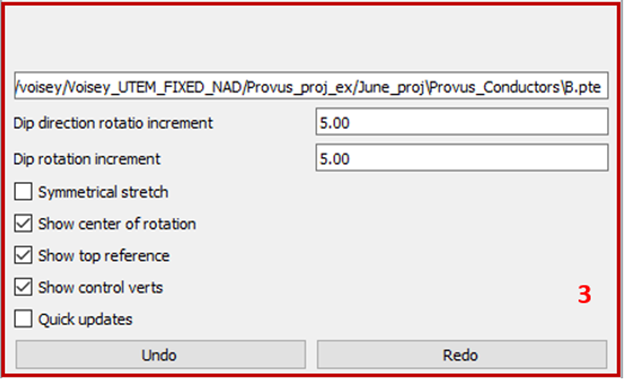 /voisey/Voisey_UTEM_FIXED_NAD/Provus_proj_ex/June_proj\Provus_Conductors\B.pte
Dip direction rotatio increment 5.00
Dip rotation increment 5.00
Symmetrical stretch
Show center of rotation
Show top reference
Show control verts
3
Quick updates
Undo Redo